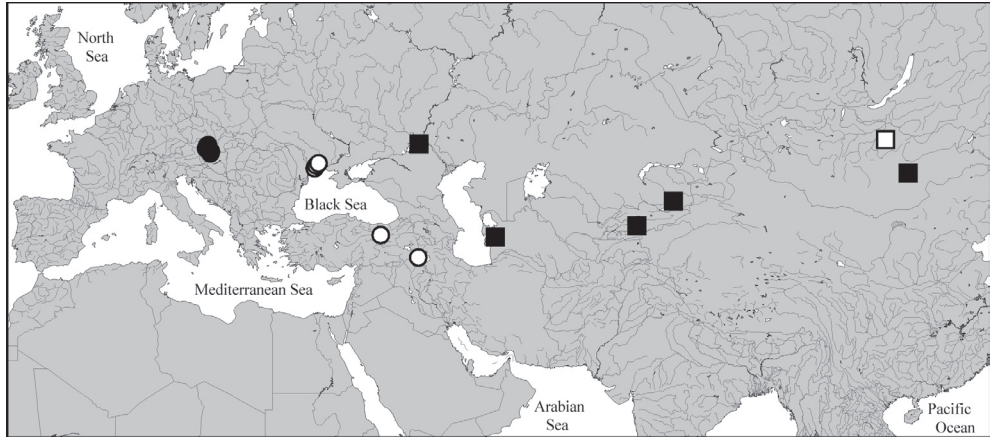 North
Sea
Black Sea
Mediterranean Sea
Arabian
Sea
Pacific
Ocean